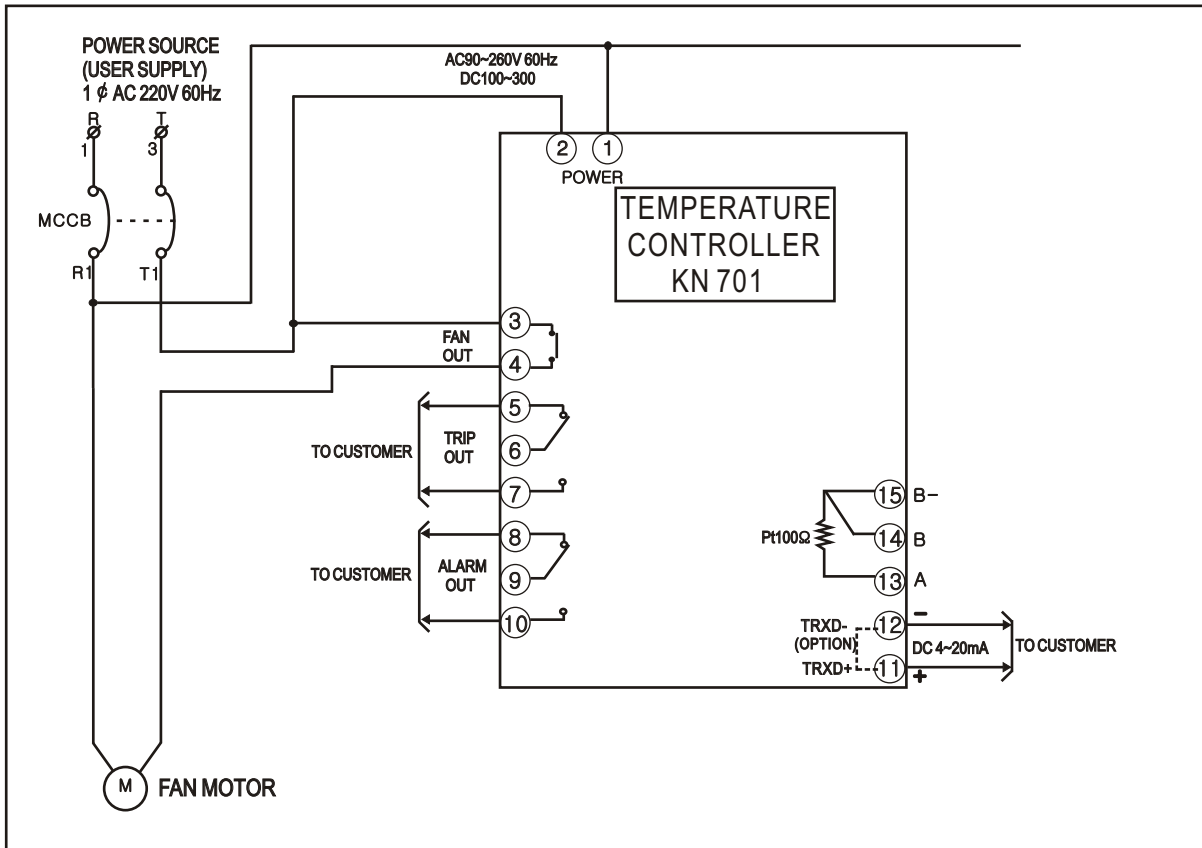 POWER SOURCE
(USER SUPPLY)
1 ¢ AC 220V 60Hz
R T
1 3
MCCB
R1 T1
AC90~260V 60Hz
DC100~300
2 1
POWER
TEMPERATURE
CONTROLLER
KN 701
3
FAN
OUT
4
5
TO CUSTOMER
TRIP
OUT
6
7
8
TO CUSTOMER
ALARM
OUT
9
10
15 B-
Pt100Ω
14 B
13 A
TRXD-
(OPTION)
TRXD+
12 -
DC 4~20mA
TO CUSTOMER
11 +
M FAN MOTOR